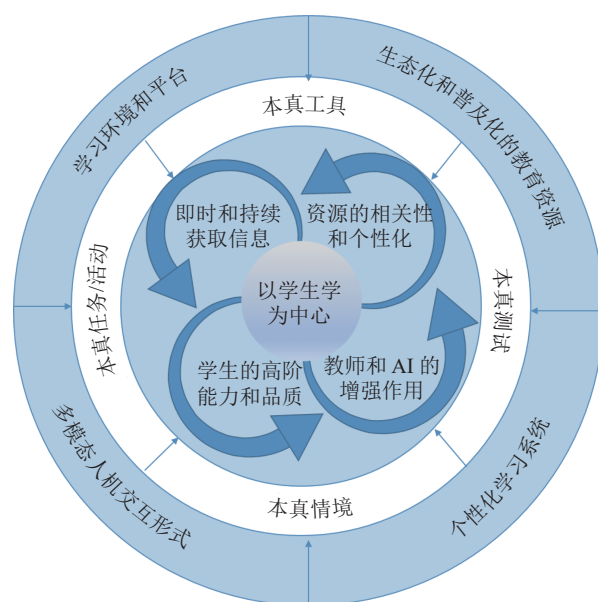 学习环境和平台
生态化和普及化的教育资源
本真工具
即时和持续
获取信息
资源的相关性
和个性化
本真任务/活动
以学生学
为中心
本真测试
学生的高阶
能力和品质
教师和 AI 的
增强作用
多模态人机交互形式
本真情境
个性化学习系统